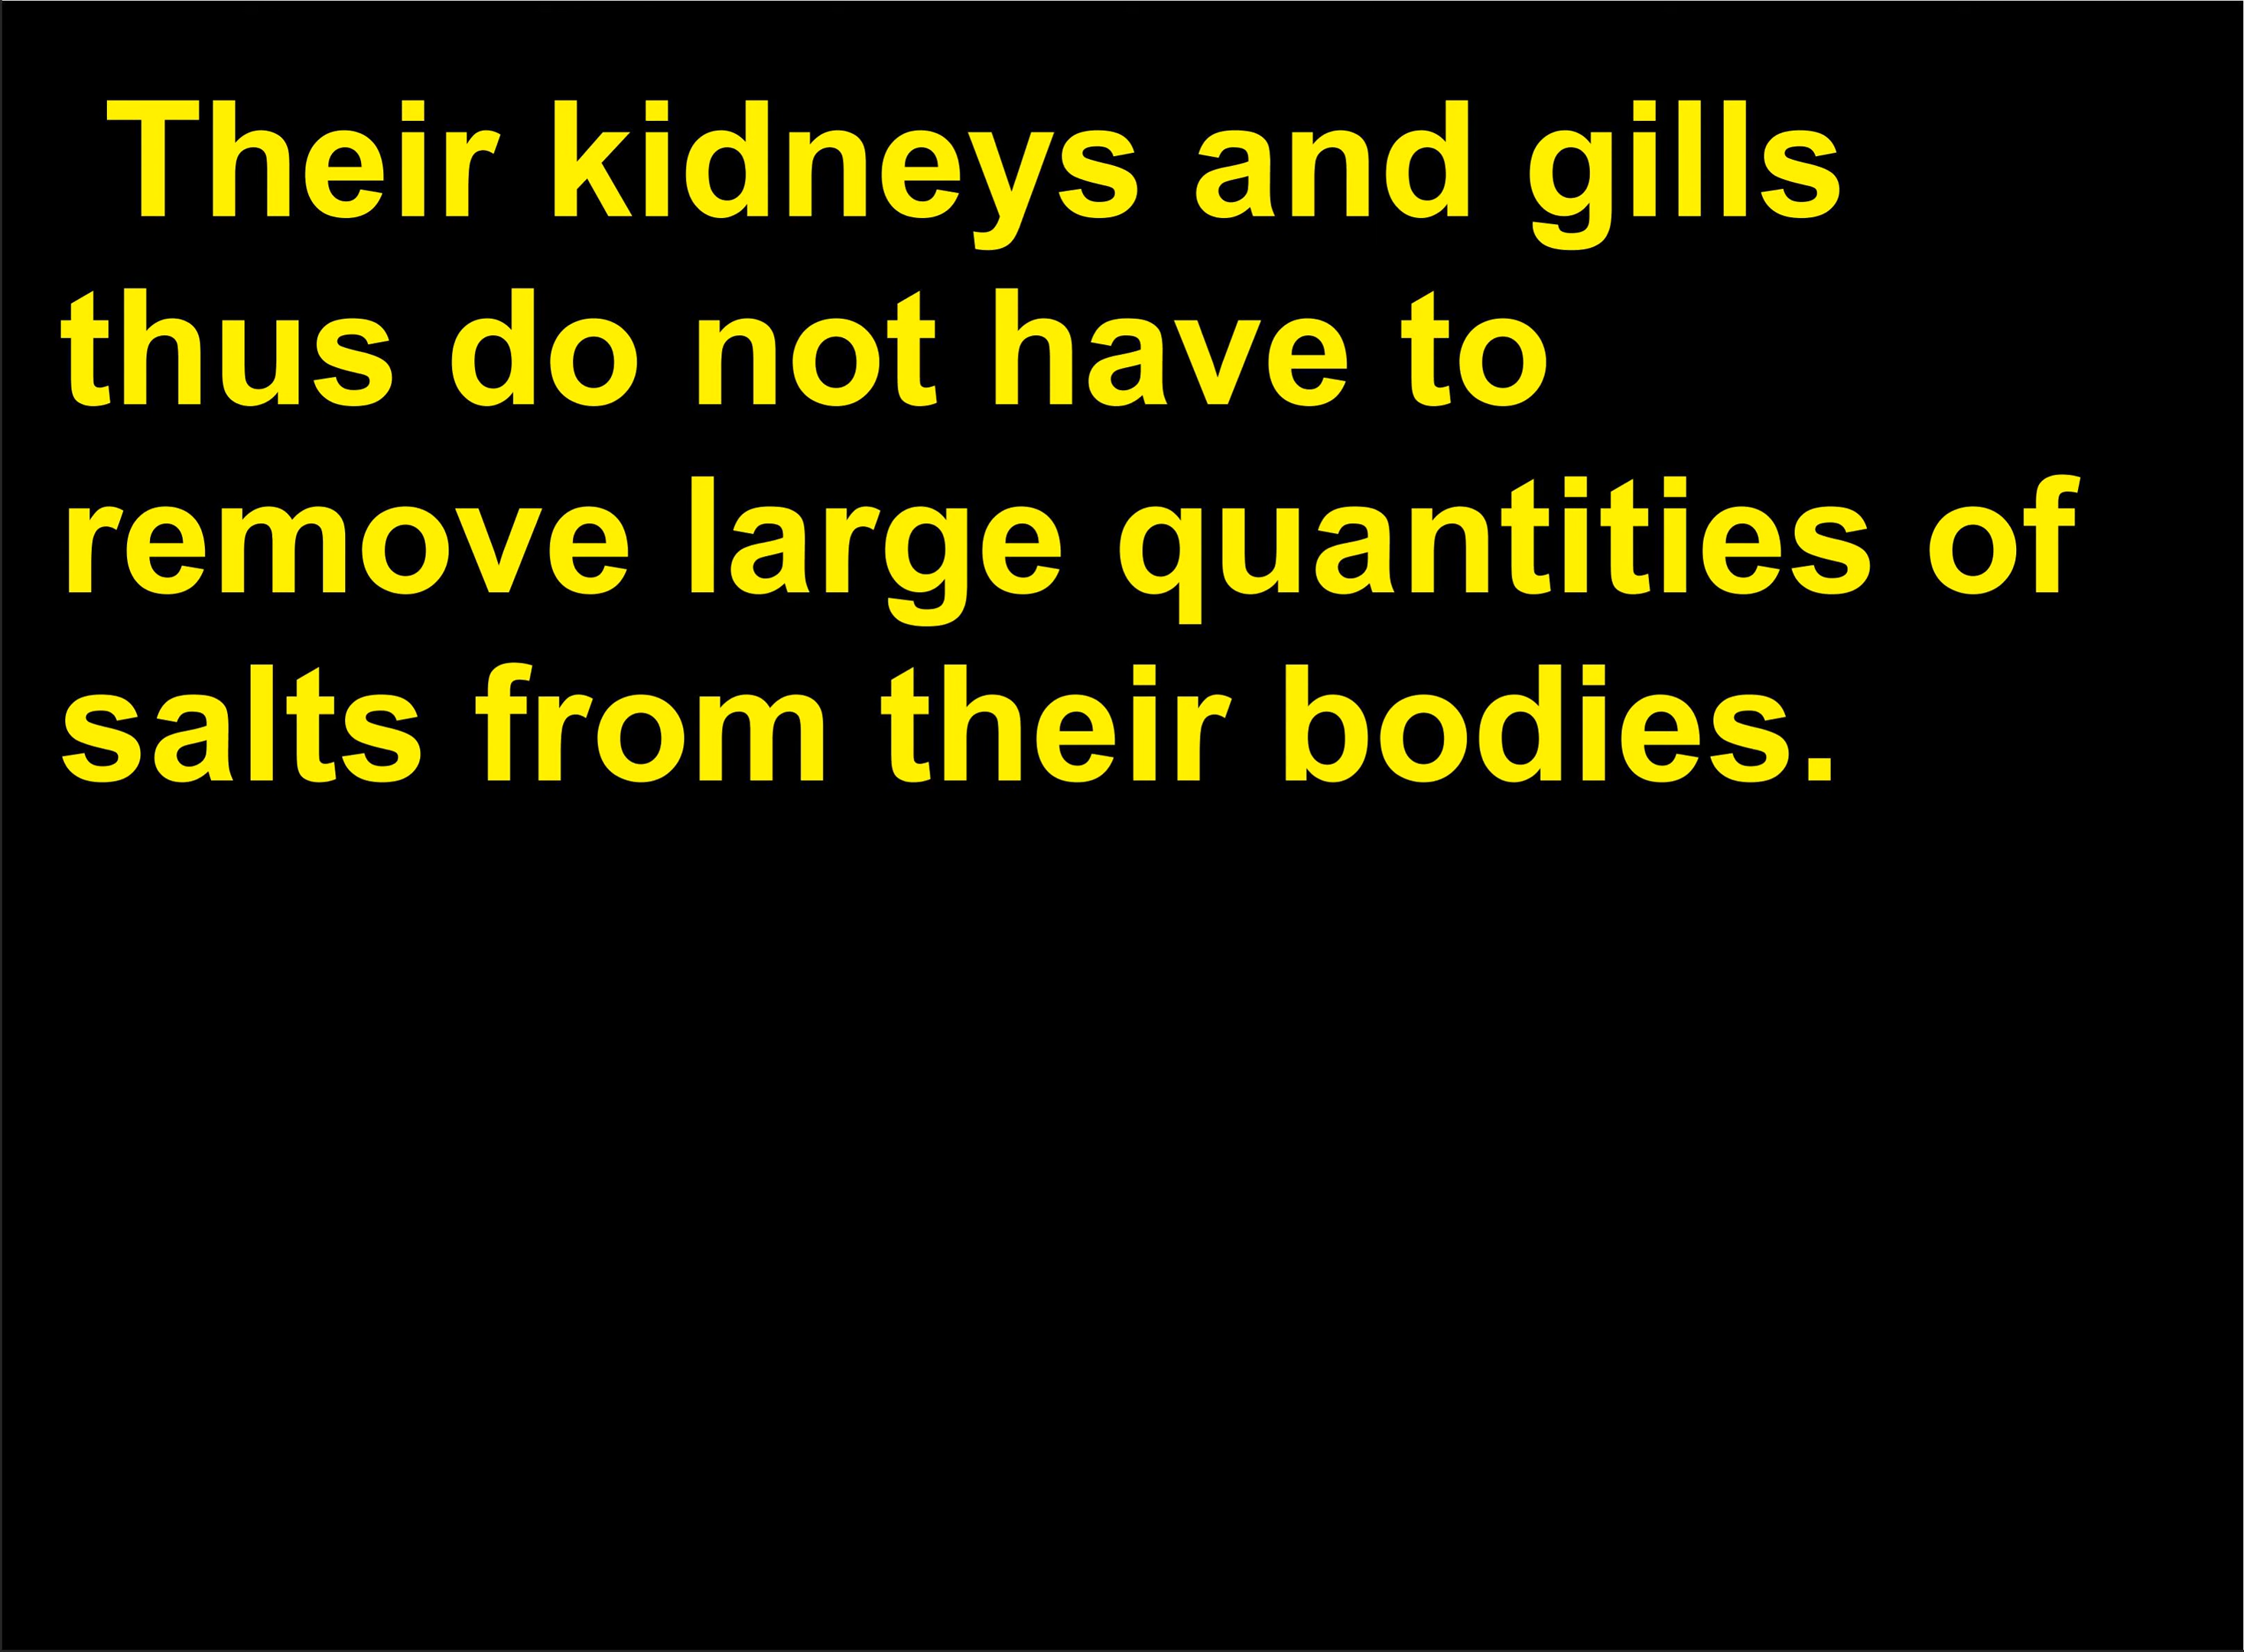 Their kidneys and gills
thus do not have to
remove large quantities of
salts from their bodies.